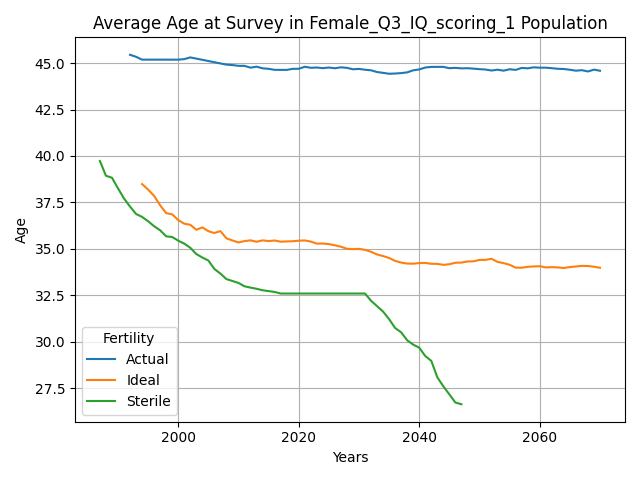 Average Age at Survey in Female_Q3_IQ_scoring_1 Population
45.0
42.5
40.0
37.5
35.0
32.5
30.0
27.5
Age
Fertility
Actual
Ideal
Sterile
2000 2020 2040 2060
Years